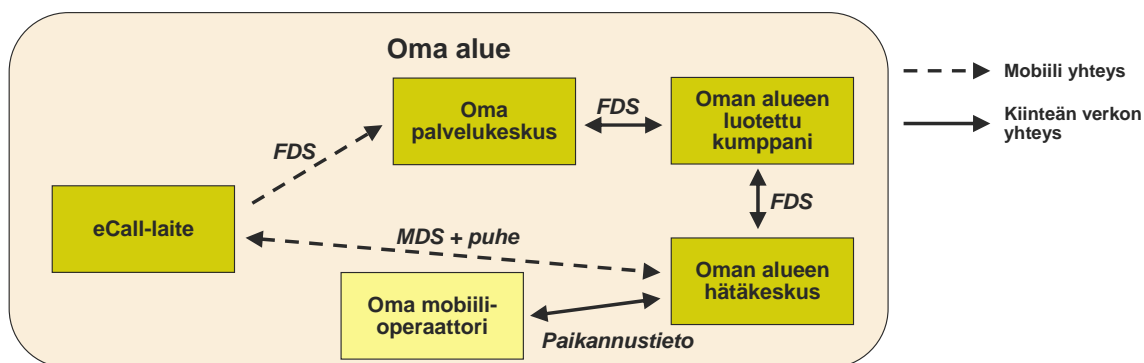 Oma alue
Mobiili yhteys
Kiinteän verkon
yhteys
Oma
palvelukeskus
FDS
Oman alueen
luotettu
kumppani
FDS
eCall-laite
FDS
MDS + puhe
Oman alueen
hätäkeskus
Oma mobiili-
operaattori
Paikannustieto